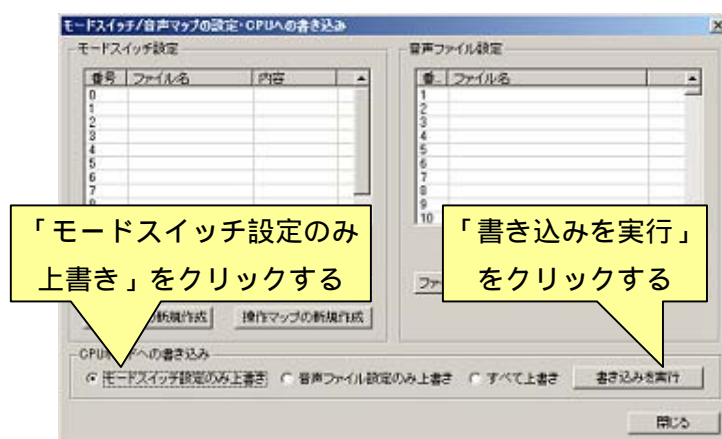 モードスイッチ/音声マップの設定・CPUへの書き込み
モードスイッチ設定
番号 ファイル名 内容
0
1
2
3
4
5
6
7
音声ファイル設定
番.. ファイル名
1
2
3
4
5
6
7
8
9
10
「モードスイッチ設定のみ
上書き」をクリックする
「書き込みを実行」
をクリックする
の新規作成 操作マップの新規作成
への書き込み
モードスイッチ設定のみ上書き 音声ファイル設定のみ上書き すべて上書き 書き込みを実行
閉じる